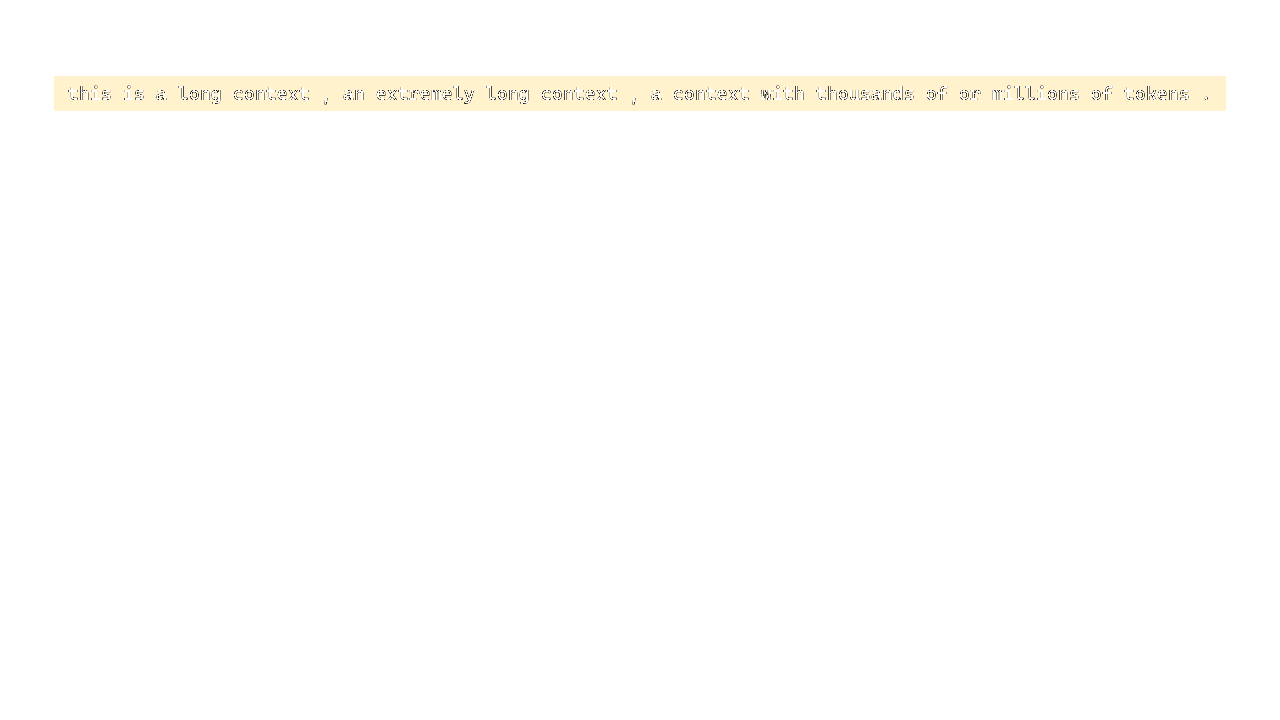 this is a long context , an extremely long context , a context with thousands of or millions of tokens .